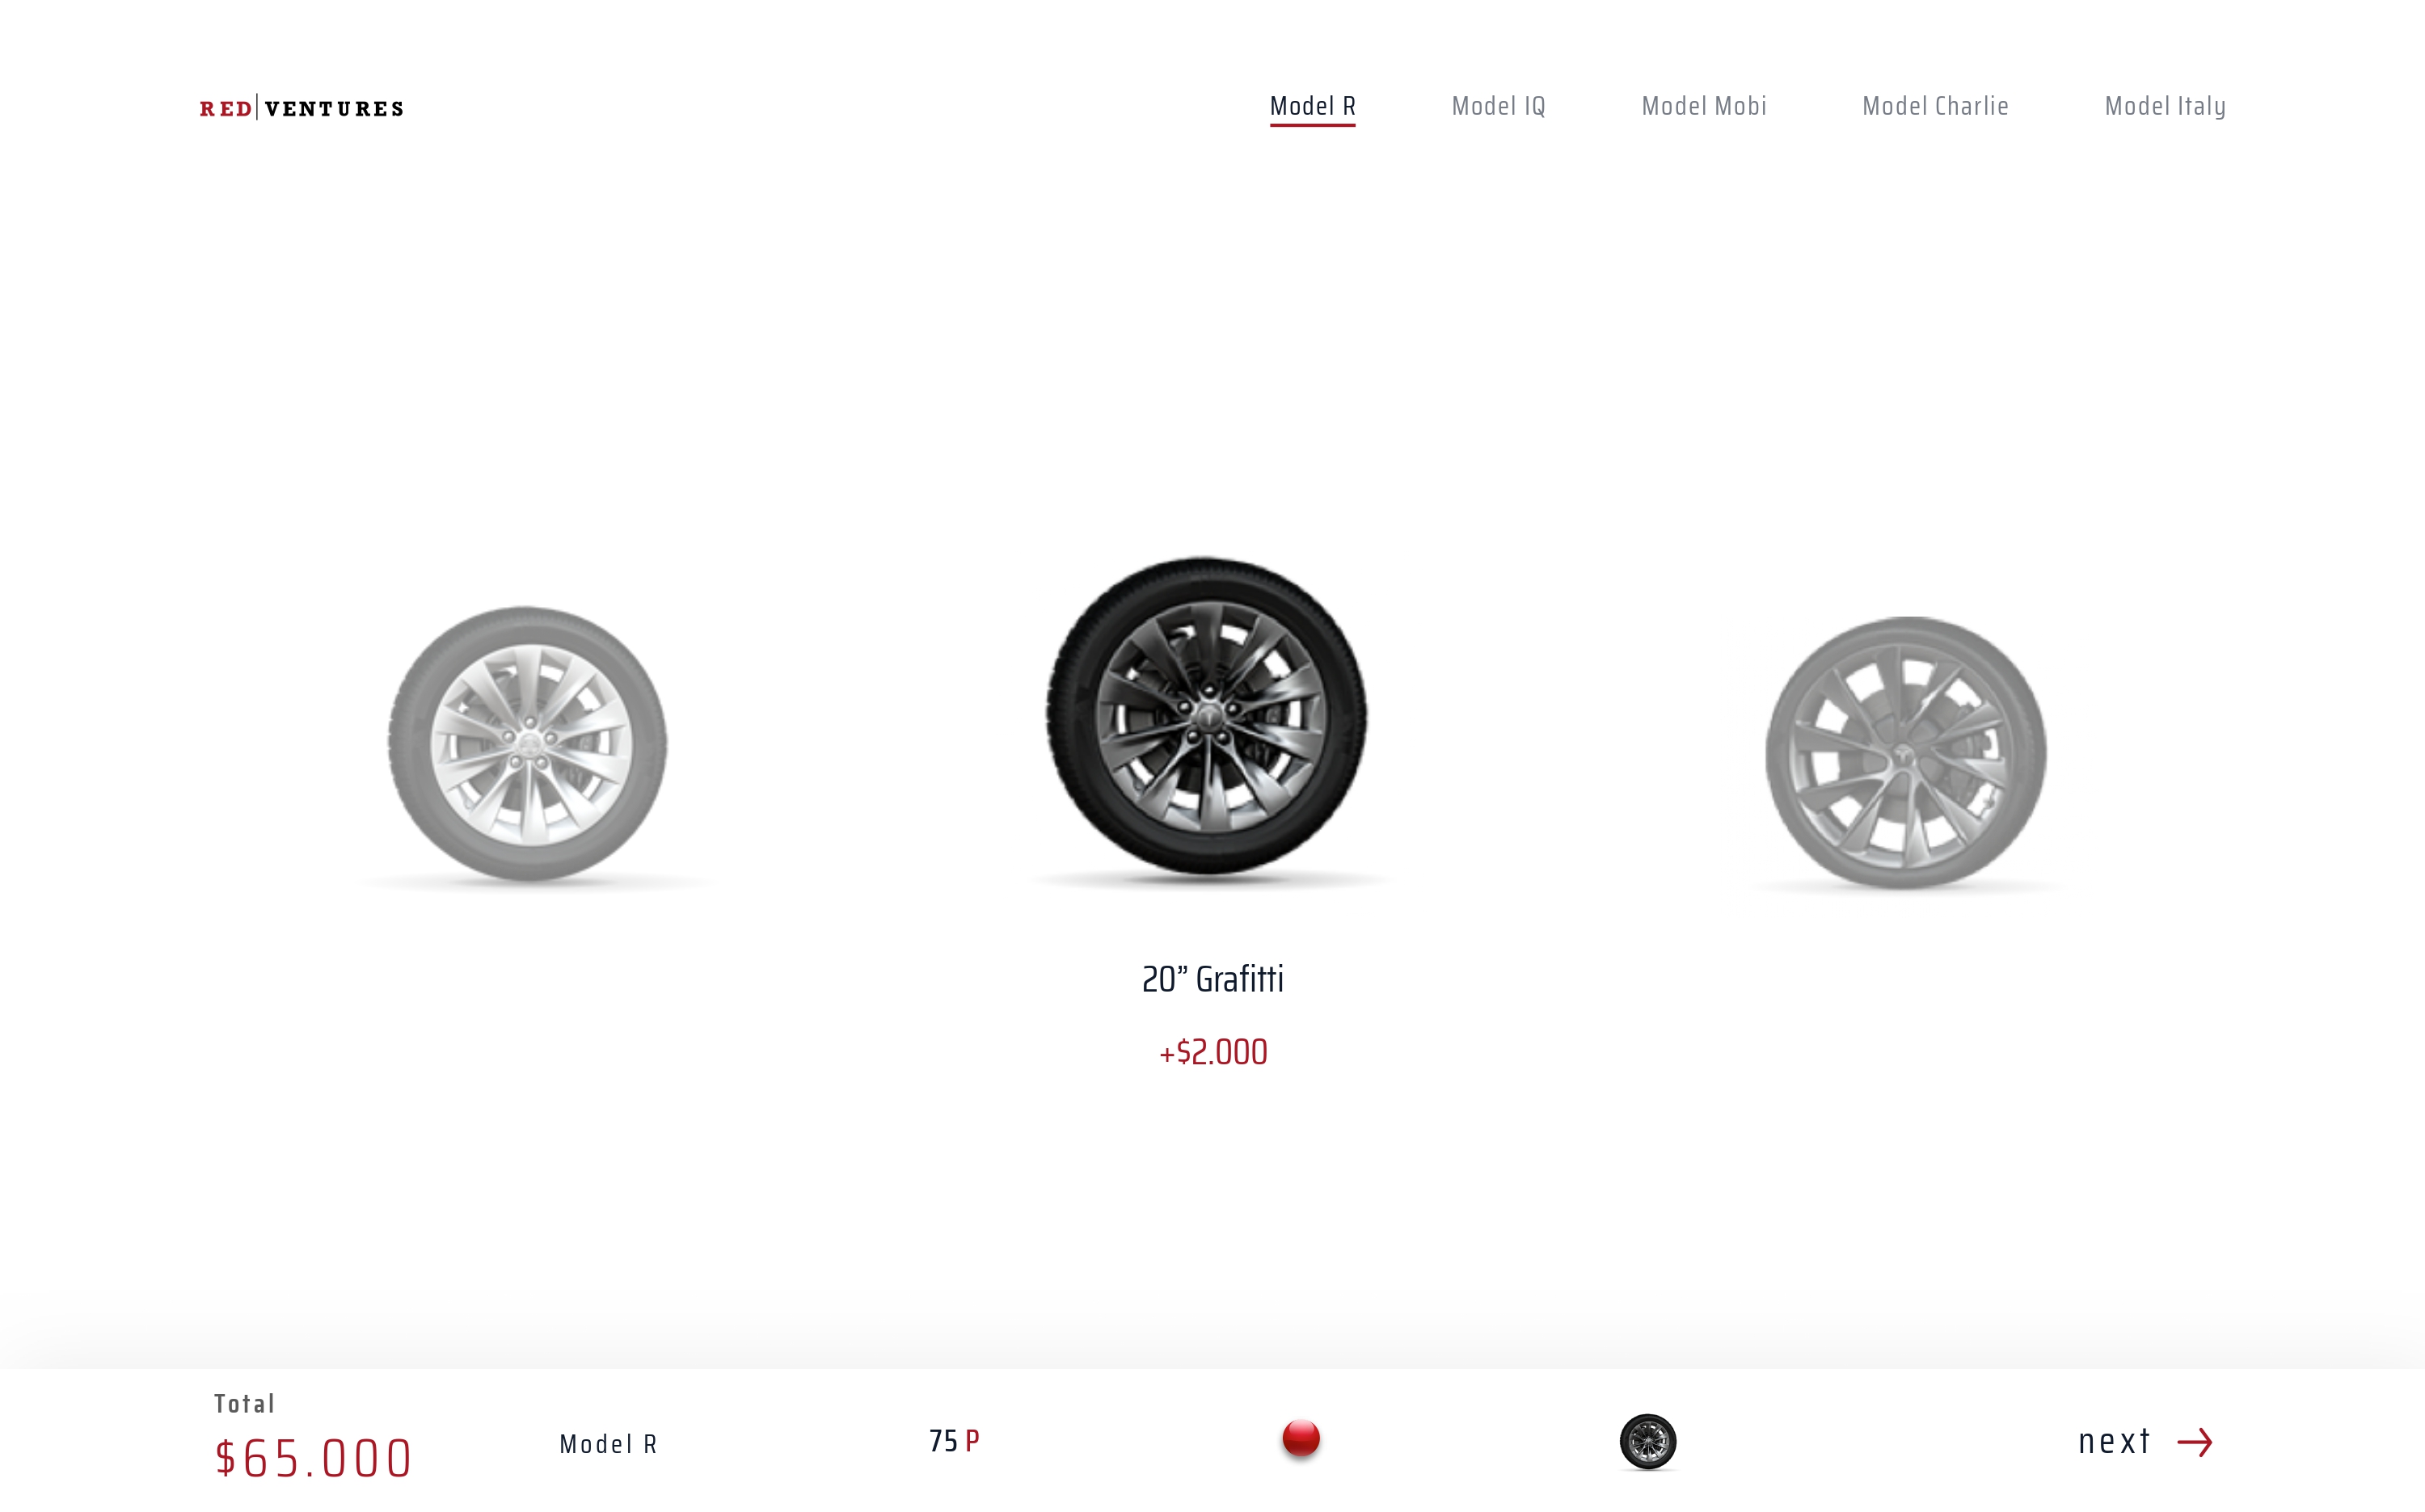 RED|VENTURES
Model R
Model IQ
Model Mobi
Model Charlie
Model Italy
20” Grafitti
+$2.000
Total
$65.000
Model R
75 P
next →